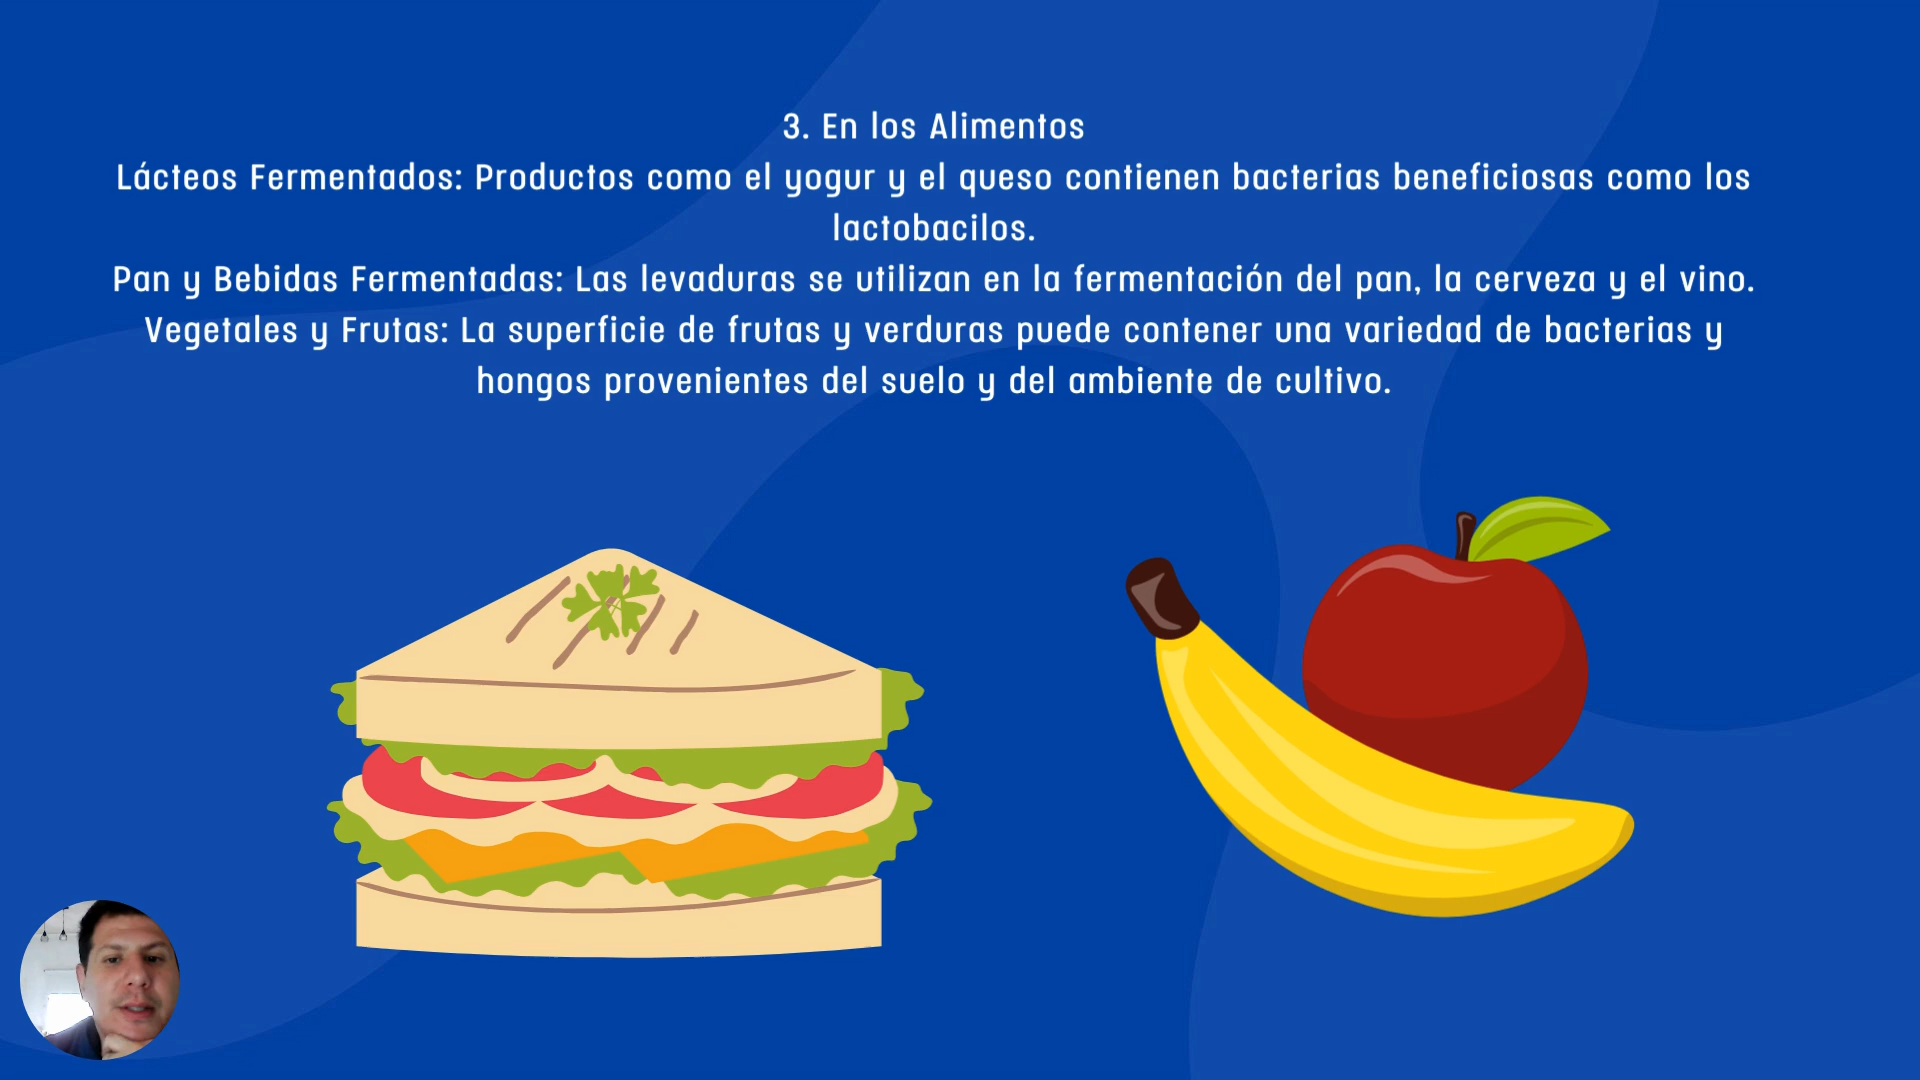 3. En los Alimentos
Lácteos Fermentados: Productos como el yogur y el queso contienen bacterias beneficiosas como los
lactobacilos.
Pan y Bebidas Fermentadas: Las levaduras se utilizan en la fermentación del pan, la cerveza y el vino.
Vegetales y Frutas: La superficie de frutas y verduras puede contener una variedad de bacterias y
hongos provenientes del suelo y del ambiente de cultivo.